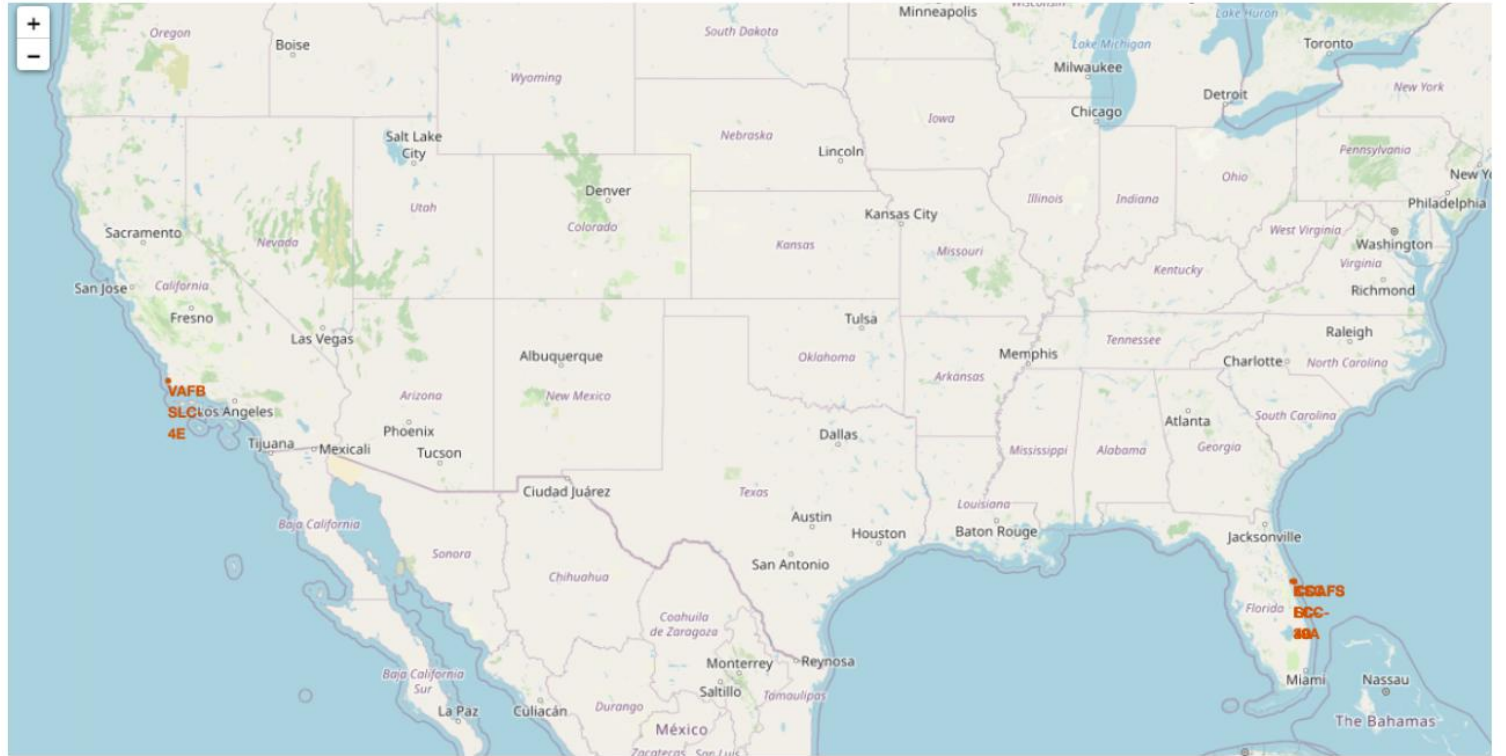 +
−
Oregon
Boise
South Dakota
Minneapolis
Wisconsin
Lake Michigan
Lake Huron
Toronto
Wyoming
Milwaukee
Detroit
New York
Chicago
Iowa
Nebraska
Lincoln
Salt Lake
City
Pennsylvania
Ohio
New Yo
Denver
Utah
Colorado
Illinois
Indiana
Philadelphia
Kansas City
Sacramento
Nevada
Kansas
Missouri
West Virginia
Washington
Virginia
Kentucky
San Jose
California
Richmond
Fresno
Las Vegas
Tulsa
Raleigh
Tennessee
Albuquerque
Oklahoma
Memphis
Charlotte
North Carolina
VAFB
SLC-
4E
Los Angeles
Arizona
New Mexico
Arkansas
South Carolina
Atlanta
Phoenix
Dallas
Tijuana
Mexicali
Tucson
Mississippi
Alabama
Georgia
Ciudad Juárez
Texas
Louisiana
Austin
Houston
Baton Rouge
Jacksonville
Baja California
Sonora
San Antonio
Chihuahua
Florida
Coahuila
de Zaragoza
Monterrey
Reynosa
Baja California
Sur
Saltillo
Tamaulipas
Miami
Nassau
La Paz
Culiacán
Durango
México
The Bahamas
Zacatecas
San Luis